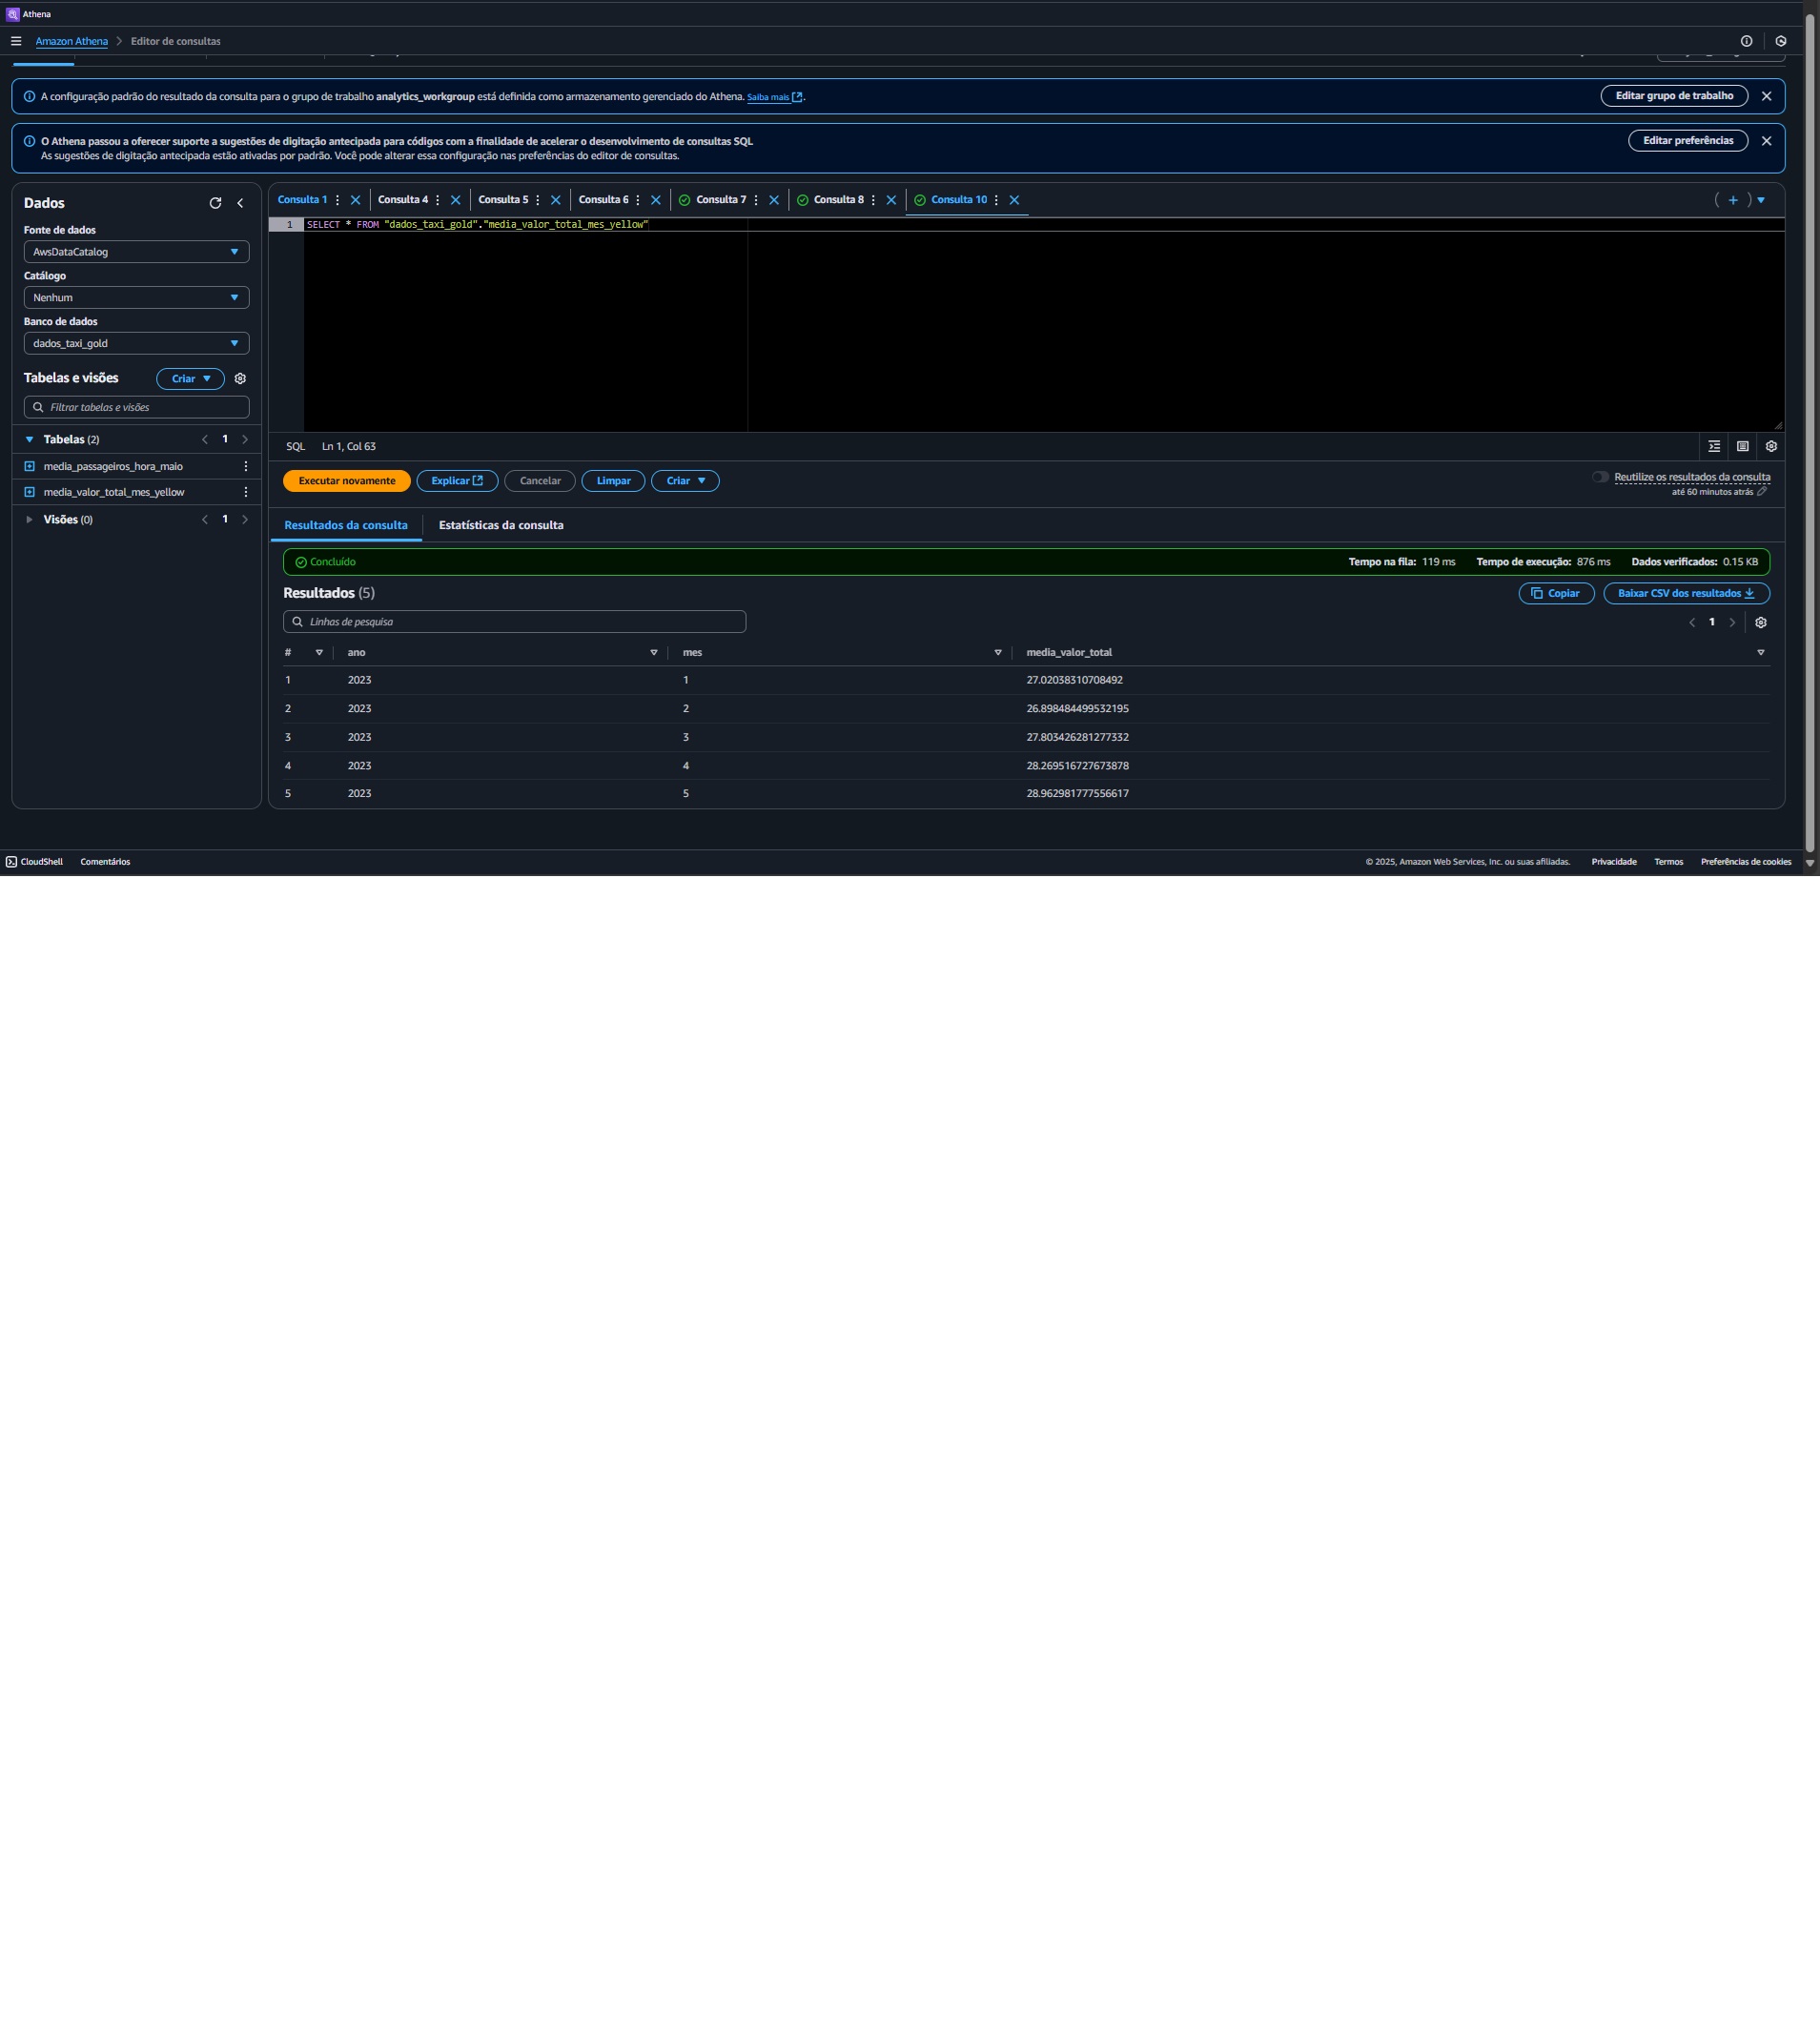 Athena
Amazon Athena > Editor de consultas
A configuração padrão do resultado da consulta para o grupo de trabalho analytics_workgroup está definida como armazenamento gerenciado do Athena. Saiba mais.
Editar grupo de trabalho
O Athena passou a oferecer suporte a sugestões de digitação antecipada para códigos com a finalidade de acelerar o desenvolvimento de consultas SQL
As sugestões de digitação antecipada estão ativadas por padrão. Você pode alterar essa configuração nas preferências do editor de consultas.
Editar preferências
Dados
Fonte de dados
AwsDataCatalog
Catálogo
Nenhum
Banco de dados
dados_taxi_gold
Tabelas e visões
Criar
Filtrar tabelas e visões
Tabelas (2) 1
media_passageiros_hora_maio
media_valor_total_mes_yellow
Visões (0) 1
Consulta 1 Consulta 4 Consulta 5 Consulta 6 Consulta 7 Consulta 8 Consulta 10
1 SELECT * FROM "dados_taxi_gold"."media_valor_total_mes_yellow"
SQL Ln 1, Col 63
Executar novamente Explicar Cancelar Limpar Criar
Reutilize os resultados da consulta
até 60 minutos atrás
Resultados da consulta Estatísticas da consulta
Concluído Tempo na fila: 119 ms Tempo de execução: 876 ms Dados verificados: 0.15 KB
Resultados (5) Copiar Baixar CSV dos resultados
Linhas de pesquisa 1
# ano mes media_valor_total
1 2023 1 27.02038310708492
2 2023 2 26.898484499532195
3 2023 3 27.803426281277332
4 2023 4 28.269516727673878
5 2023 5 28.962981777556617
CloudShell Comentários © 2025, Amazon Web Services, Inc. ou suas afiliadas. Privacidade Termos Preferências de cookies